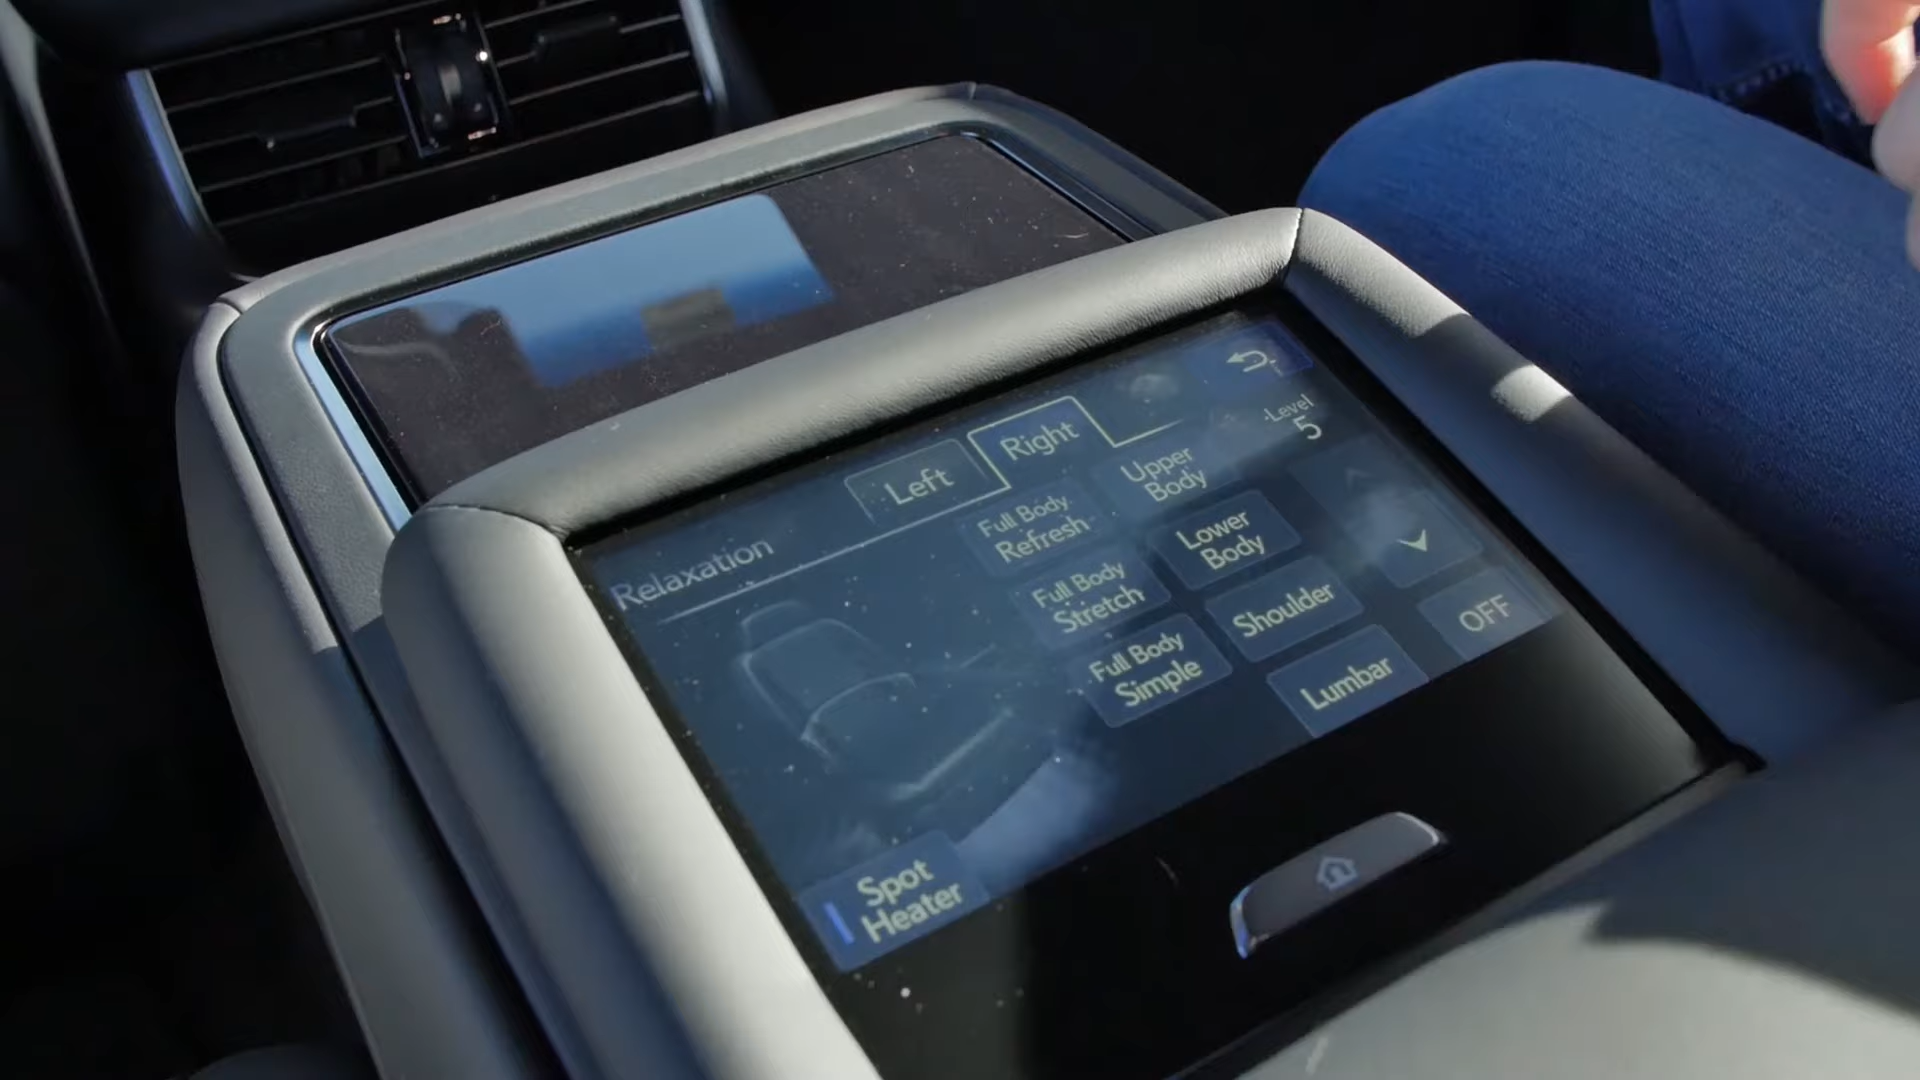 Relaxation
Left
Right
Level
5
Full Body
Refresh
Upper
Body
Full Body
Stretch
Lower
Body
Full Body
Simple
Shoulder
Lumbar
OFF
Spot
Heater